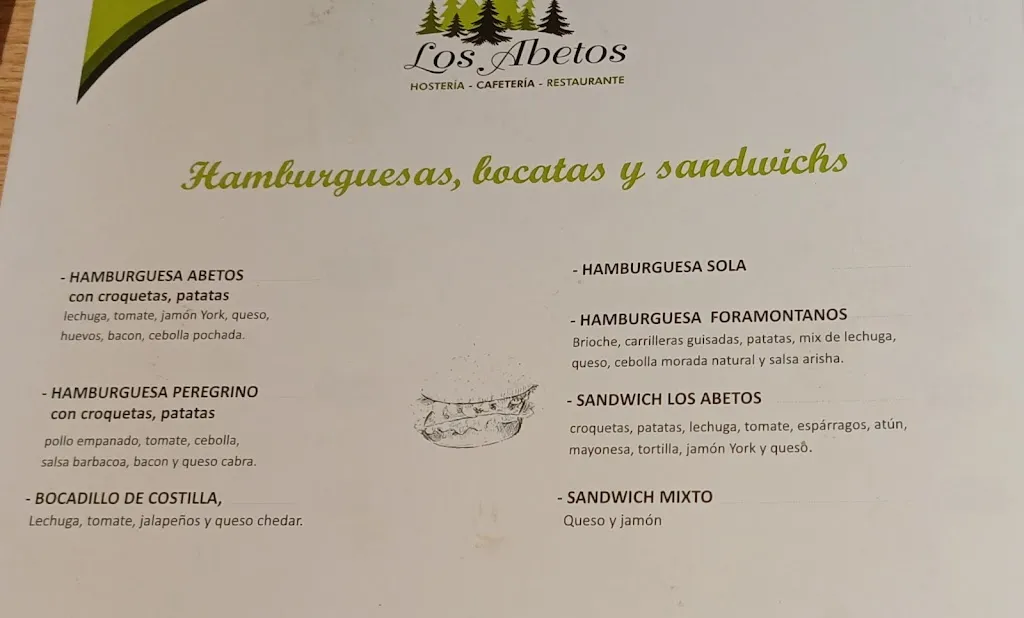 Los Abetos
HOSTERÍA - CAFETERÍA - RESTAURANTE
Hamburguesas, bocatas y sandwichs
- HAMBURGUESA ABETOS
con croquetas, patatas
lechuga, tomate, jamón York, queso,
huevos, bacon, cebolla pochada.
- HAMBURGUESA PEREGRINO
con croquetas, patatas
pollo empanado, tomate, cebolla,
salsa barbacoa, bacon y queso cabra.
- BOCADILLO DE COSTILLA,
Lechuga, tomate, jalapeños y queso chedar.
- HAMBURGUESA SOLA
- HAMBURGUESA FORAMONTANOS
Brioche, carrilleras guisadas, patatas, mix de lechuga,
queso, cebolla morada natural y salsa arisha.
- SANDWICH LOS ABETOS
croquetas, patatas, lechuga, tomate, espárragos, atún,
mayonesa, tortilla, jamón York y queso.
- SANDWICH MIXTO
Queso y jamón